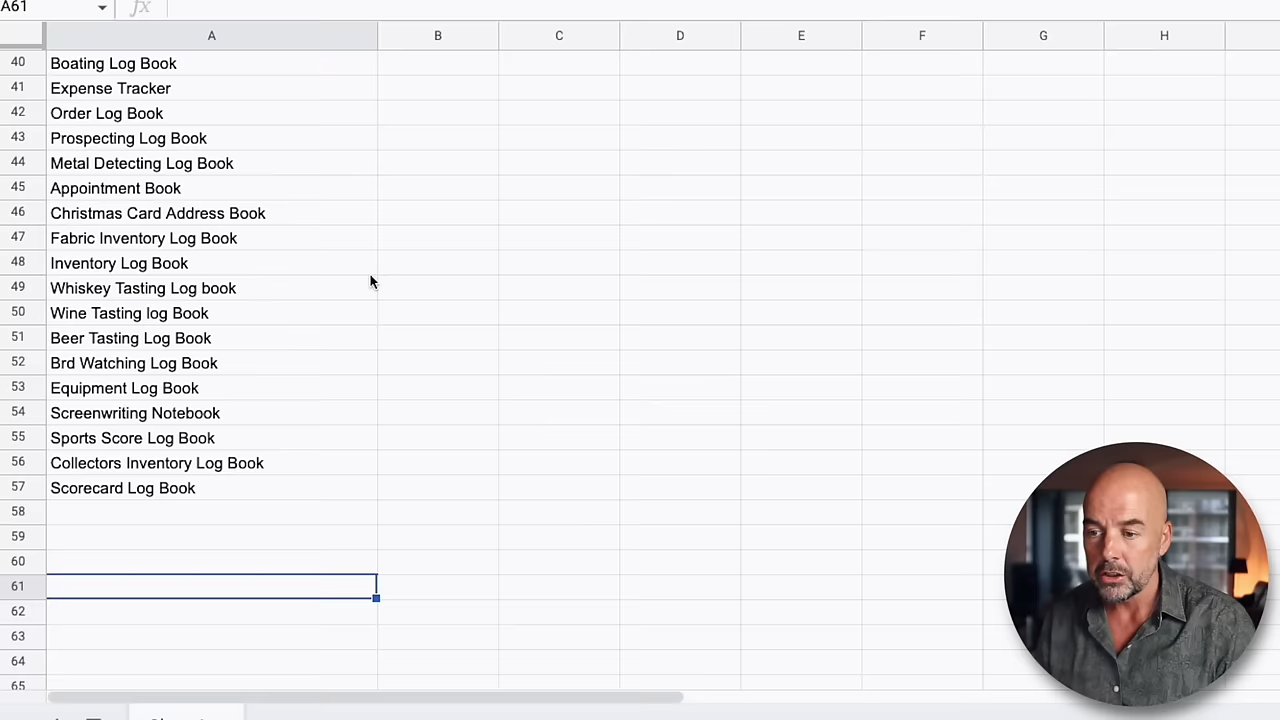 A61
fx
A B C D E F G H
40 Boating Log Book
41 Expense Tracker
42 Order Log Book
43 Prospecting Log Book
44 Metal Detecting Log Book
45 Appointment Book
46 Christmas Card Address Book
47 Fabric Inventory Log Book
48 Inventory Log Book
49 Whiskey Tasting Log book
50 Wine Tasting log Book
51 Beer Tasting Log Book
52 Brd Watching Log Book
53 Equipment Log Book
54 Screenwriting Notebook
55 Sports Score Log Book
56 Collectors Inventory Log Book
57 Scorecard Log Book
58
59
60
61
62
63
64
65